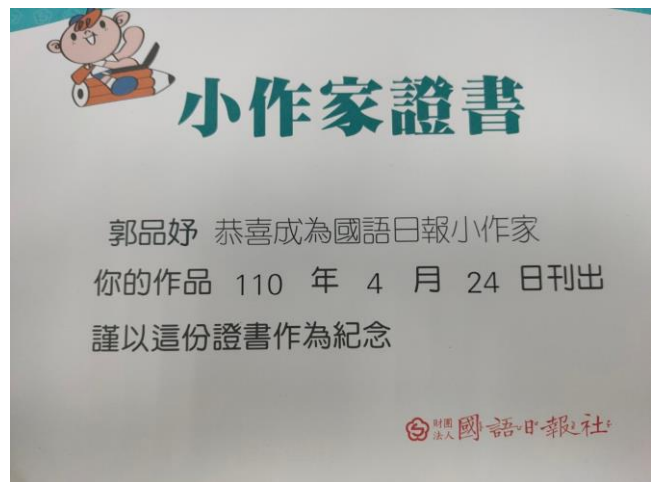 小作家證書
郭品妤 恭喜成為國語日報小作家
你的作品 110 年 4 月 24 日刊出
謹以這份證書作為紀念
財團法人 國語日報社